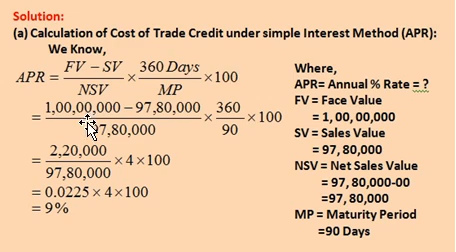 Solution:
(a) Calculation of Cost of Trade Credit under simple Interest Method (APR):
We Know,
APR = FV – SV / NSV × 360 Days / MP × 100
= 1,00,00,000 – 97,80,000 / 97,80,000 × 360 / 90 × 100
= 2,20,000 / 97,80,000 × 4 × 100
= 0.0225 × 4 × 100
= 9%
Where,
APR= Annual % Rate = ?
FV = Face Value
= 1, 00, 00,000
SV = Sales Value
= 97, 80,000
NSV = Net Sales Value
= 97, 80,000-00
=97, 80,000
MP = Maturity Period
=90 Days